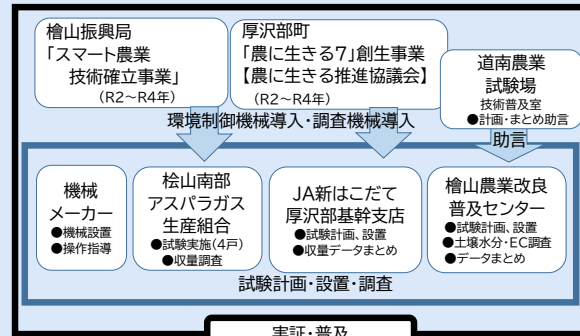 檜山振興局
「スマート農業
技術確立事業」
(R2~R4年)
厚沢部町
「農に生きる7」創生事業
【農に生きる推進協議会】
(R2~R4年)
道南農業
試験場
技術普及室
●計画・まとめ助言
環境制御機械導入・調査機械導入
助言
機械
メーカー
●機械設置
●操作指導
桧山南部
アスパラガス
生産組合
●試験実施(4戸)
●収量調査
JA新はこだて
厚沢部基幹支店
●試験計画、設置
●収量データまとめ
檜山農業改良
普及センター
●試験計画、設置
●土壌水分・EC調査
●データまとめ
試験計画・設置・調査
実証・普及